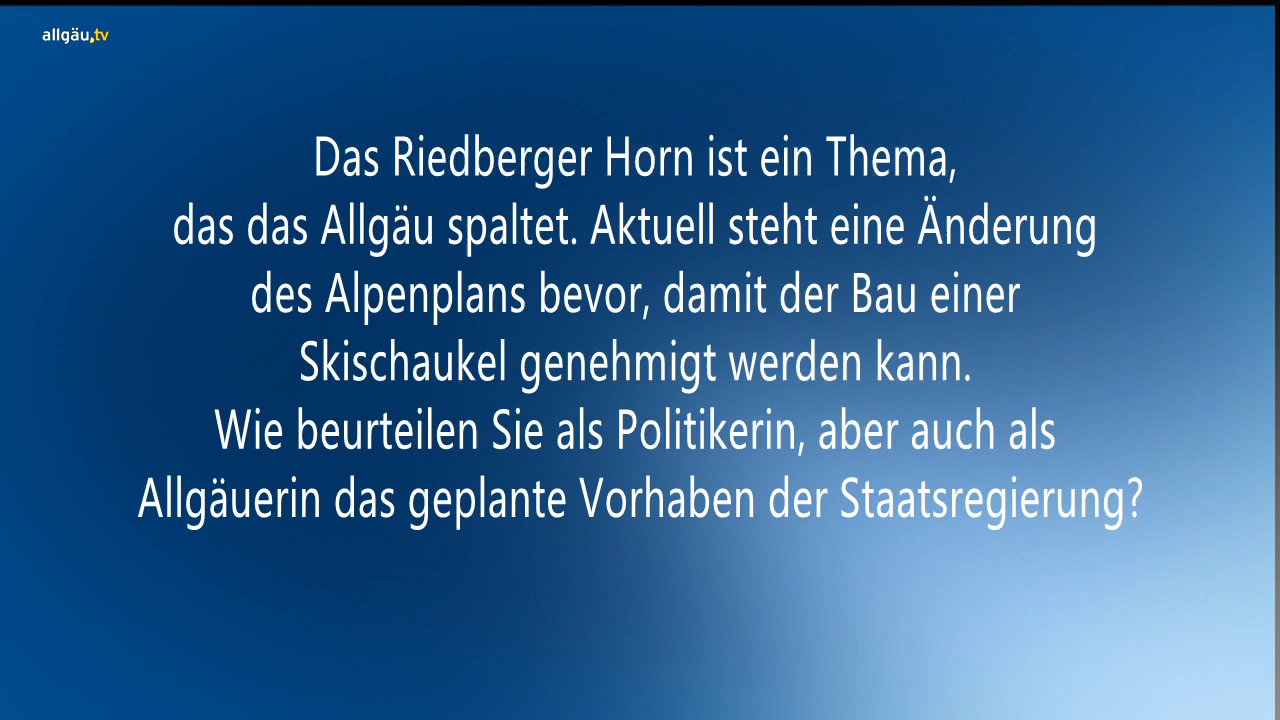 allgäu.tv
Das Riedberger Horn ist ein Thema,
das das Allgäu spaltet. Aktuell steht eine Änderung
des Alpenplans bevor, damit der Bau einer
Skischaukel genehmigt werden kann.
Wie beurteilen Sie als Politikerin, aber auch als
Allgäuerin das geplante Vorhaben der Staatsregierung?